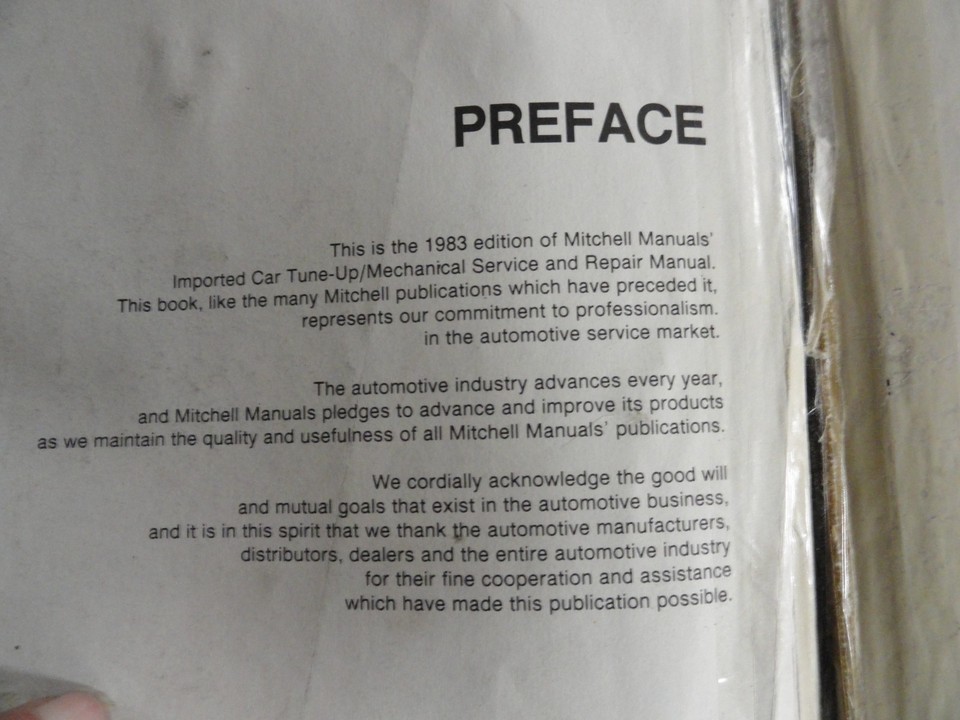 PREFACE
This is the 1983 edition of Mitchell Manuals'
Imported Car Tune-Up/Mechanical Service and Repair Manual.
This book, like the many Mitchell publications which have preceded it,
represents our commitment to professionalism.
in the automotive service market.
The automotive industry advances every year,
and Mitchell Manuals pledges to advance and improve its products
as we maintain the quality and usefulness of all Mitchell Manuals' publications.
We cordially acknowledge the good will
and mutual goals that exist in the automotive business,
and it is in this spirit that we thank the automotive manufacturers,
distributors, dealers and the entire automotive industry
for their fine cooperation and assistance
which have made this publication possible.